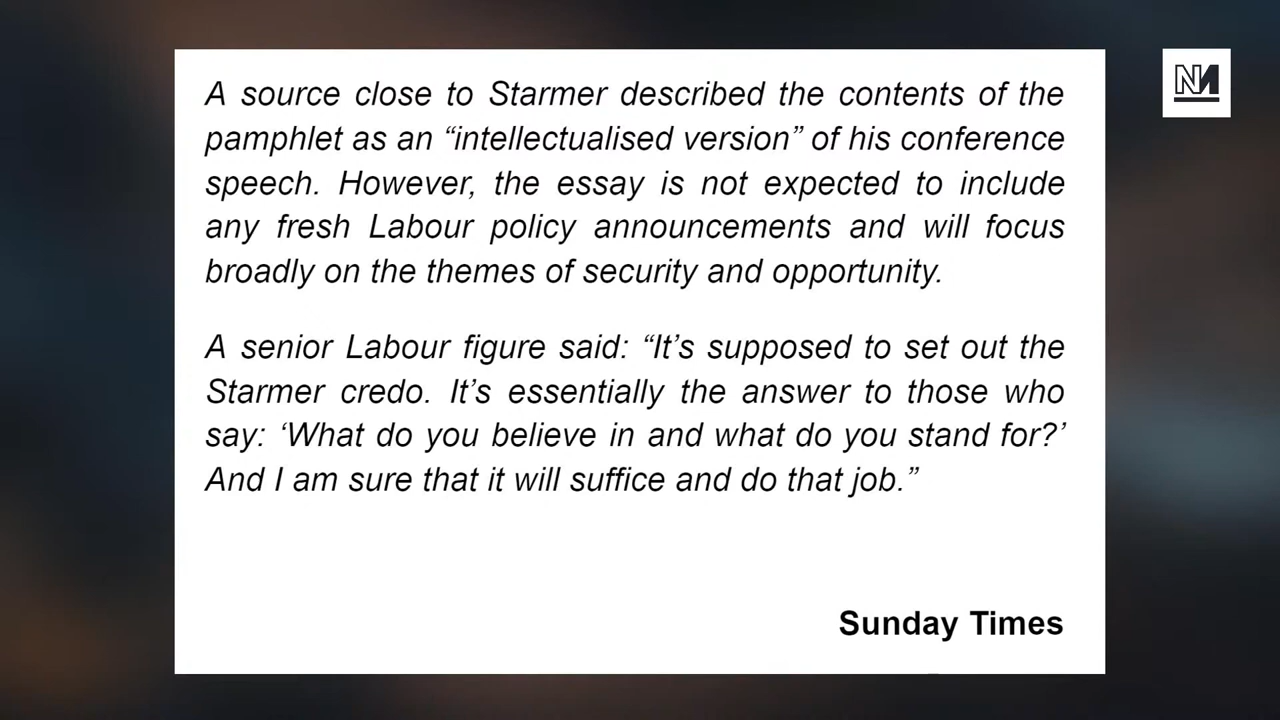 A source close to Starmer described the contents of the
pamphlet as an “intellectualised version” of his conference
speech. However, the essay is not expected to include
any fresh Labour policy announcements and will focus
broadly on the themes of security and opportunity.
A senior Labour figure said: “It’s supposed to set out the
Starmer credo. It’s essentially the answer to those who
say: ‘What do you believe in and what do you stand for?’
And I am sure that it will suffice and do that job.”
Sunday Times
NM